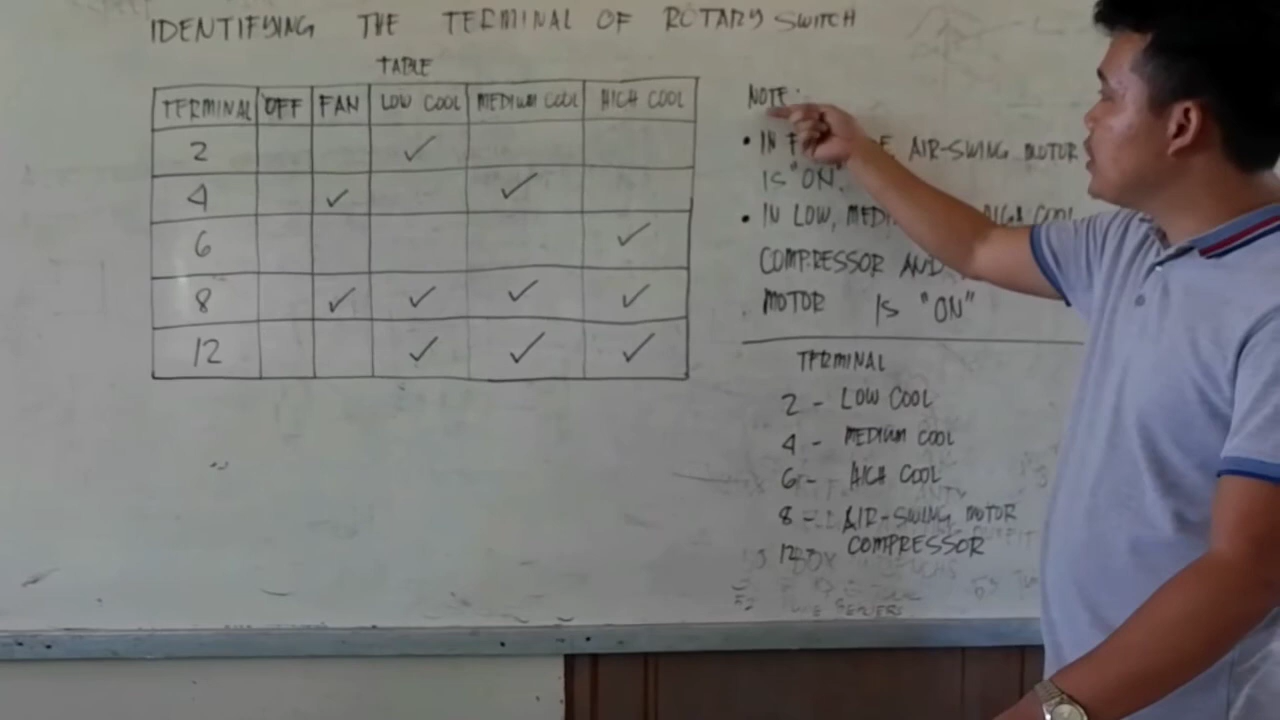 IDENTIFYING THE TERMINAL OF ROTARY SWITCH
TABLE
TERMINAL OFF FAN LOW COOL MEDIUM COOL HIGH COOL
2 ✓
4 ✓ ✓
6 ✓
8 ✓ ✓ ✓ ✓
12 ✓ ✓ ✓
NOTE:
• IN AIR-SWING MOTOR
IS "ON".
• IN LOW, HIGH COOL
COMPRESSOR AND
MOTOR IS "ON"
TERMINAL
2 - LOW COOL
4 - MEDIUM COOL
6 - HIGH COOL
8 - AIR-SWING MOTOR
12 - COMPRESSOR